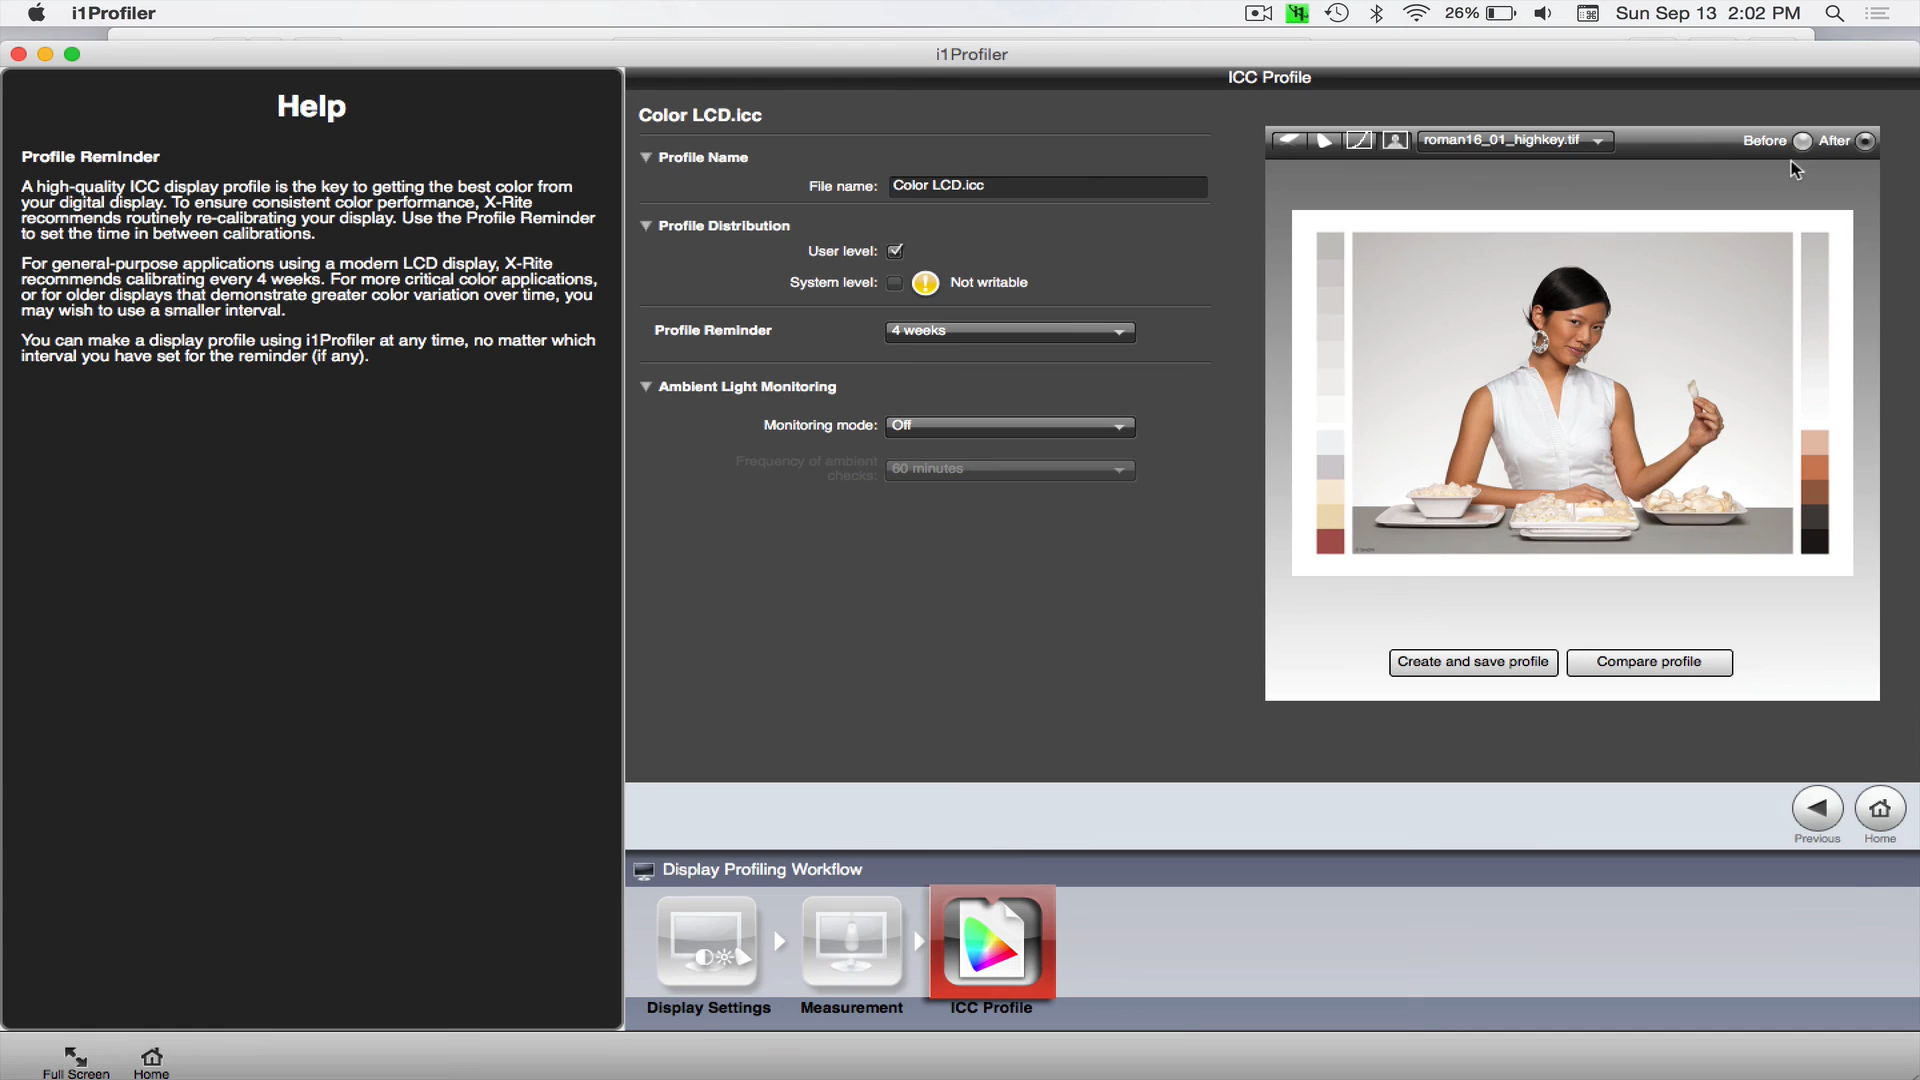 i1Profiler
26%
Sun Sep 13 2:02 PM
i1Profiler
Help
Profile Reminder
A high-quality ICC display profile is the key to getting the best color from
your digital display. To ensure consistent color performance, X-Rite
recommends routinely re-calibrating your display. Use the Profile Reminder
to set the time in between calibrations.
For general-purpose applications using a modern LCD display, X-Rite
recommends calibrating every 4 weeks. For more critical color applications,
or for older displays that demonstrate greater color variation over time, you
may wish to use a smaller interval.
You can make a display profile using i1Profiler at any time, no matter which
interval you have set for the reminder (if any).
ICC Profile
Color LCD.icc
Profile Name
File name: Color LCD.icc
Profile Distribution
User level:
System level: Not writable
Profile Reminder 4 weeks
Ambient Light Monitoring
Monitoring mode: Off
Frequency of ambient
checks: 60 minutes
roman16_01_highkey.tif
Before After
Create and save profile
Compare profile
Previous
Home
Display Profiling Workflow
Display Settings
Measurement
ICC Profile
Full Screen
Home